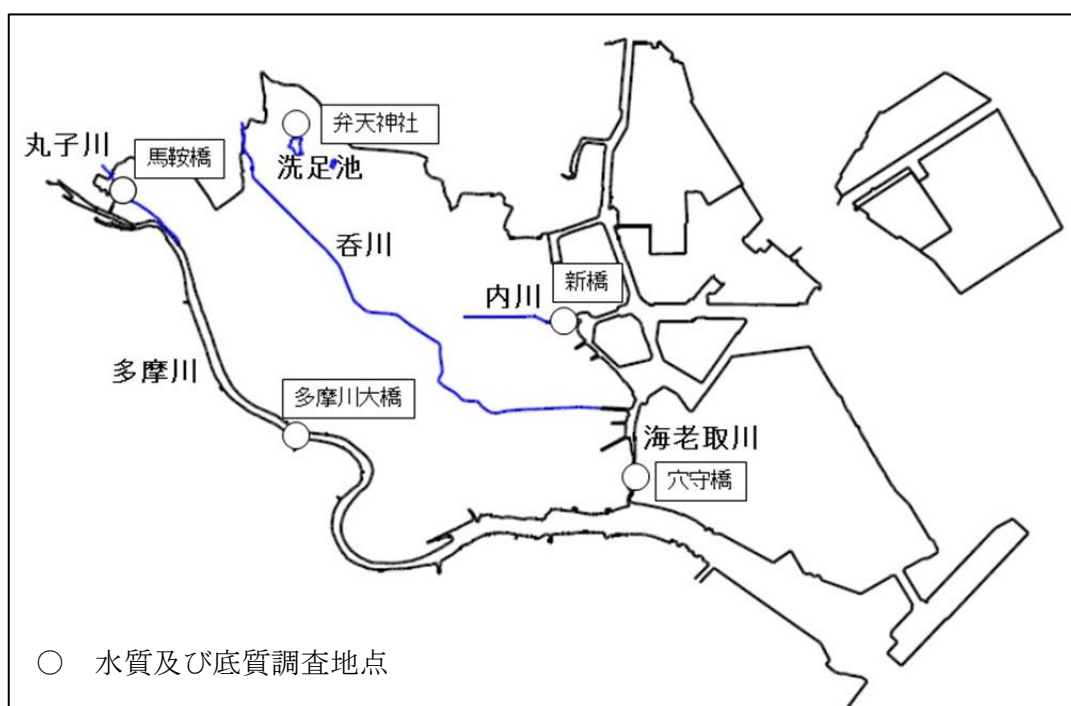 弁天神社
丸子川
馬鞍橋
洗足池
呑川
新橋
内川
多摩川
多摩川大橋
海老取川
穴守橋
○ 水質及び底質調査地点